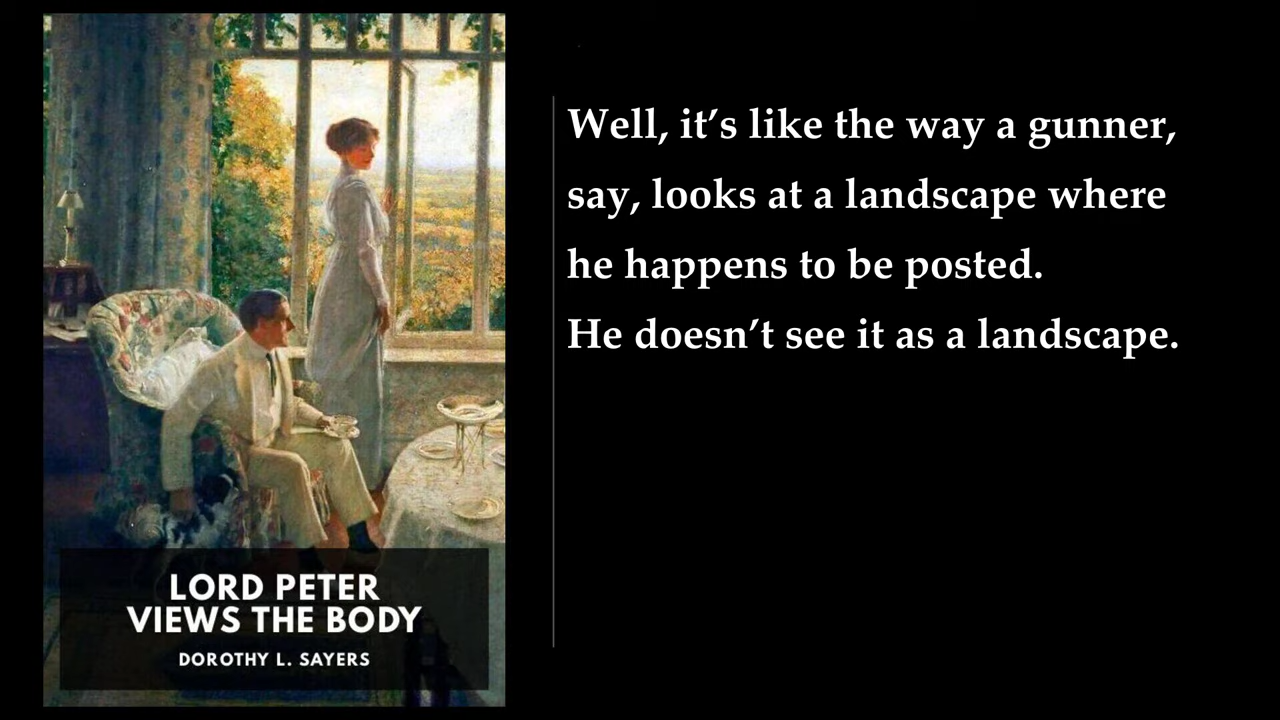 Well, it’s like the way a gunner,
say, looks at a landscape where
he happens to be posted.
He doesn’t see it as a landscape.
LORD PETER
VIEWS THE BODY
DOROTHY L. SAYERS